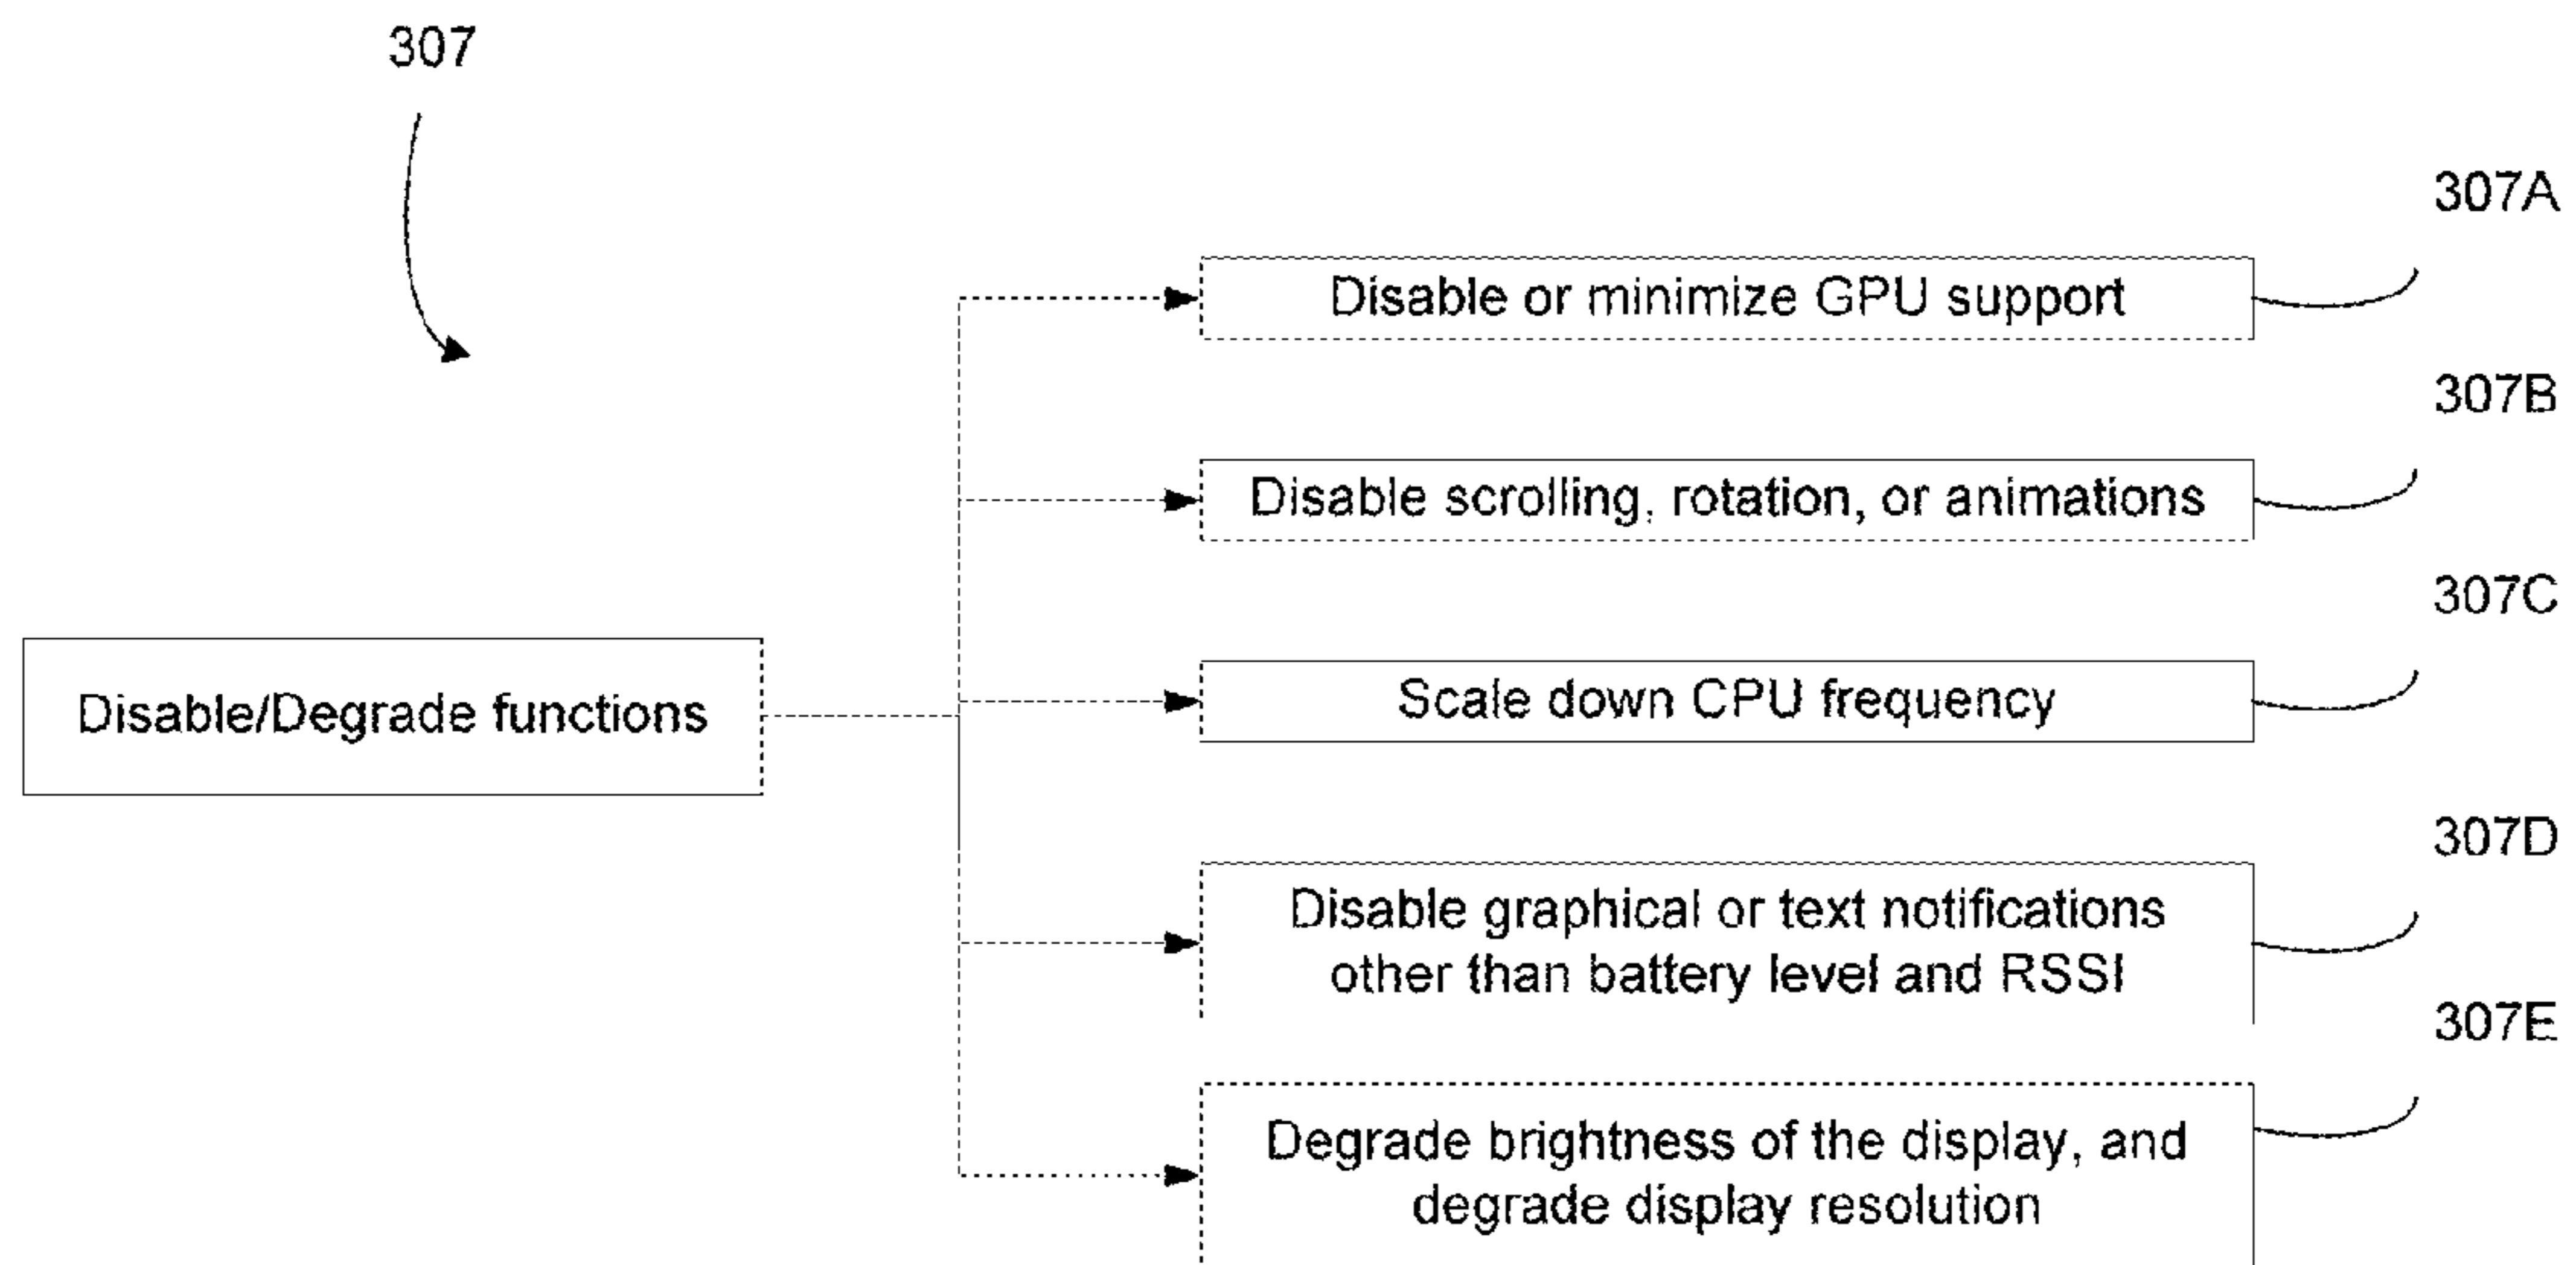 307
307A
Disable or minimize GPU support
307B
Disable scrolling, rotation, or animations
307C
Scale down CPU frequency
Disable/Degrade functions
307D
Disable graphical or text notifications
other than battery level and RSSI
307E
Degrade brightness of the display, and
degrade display resolution